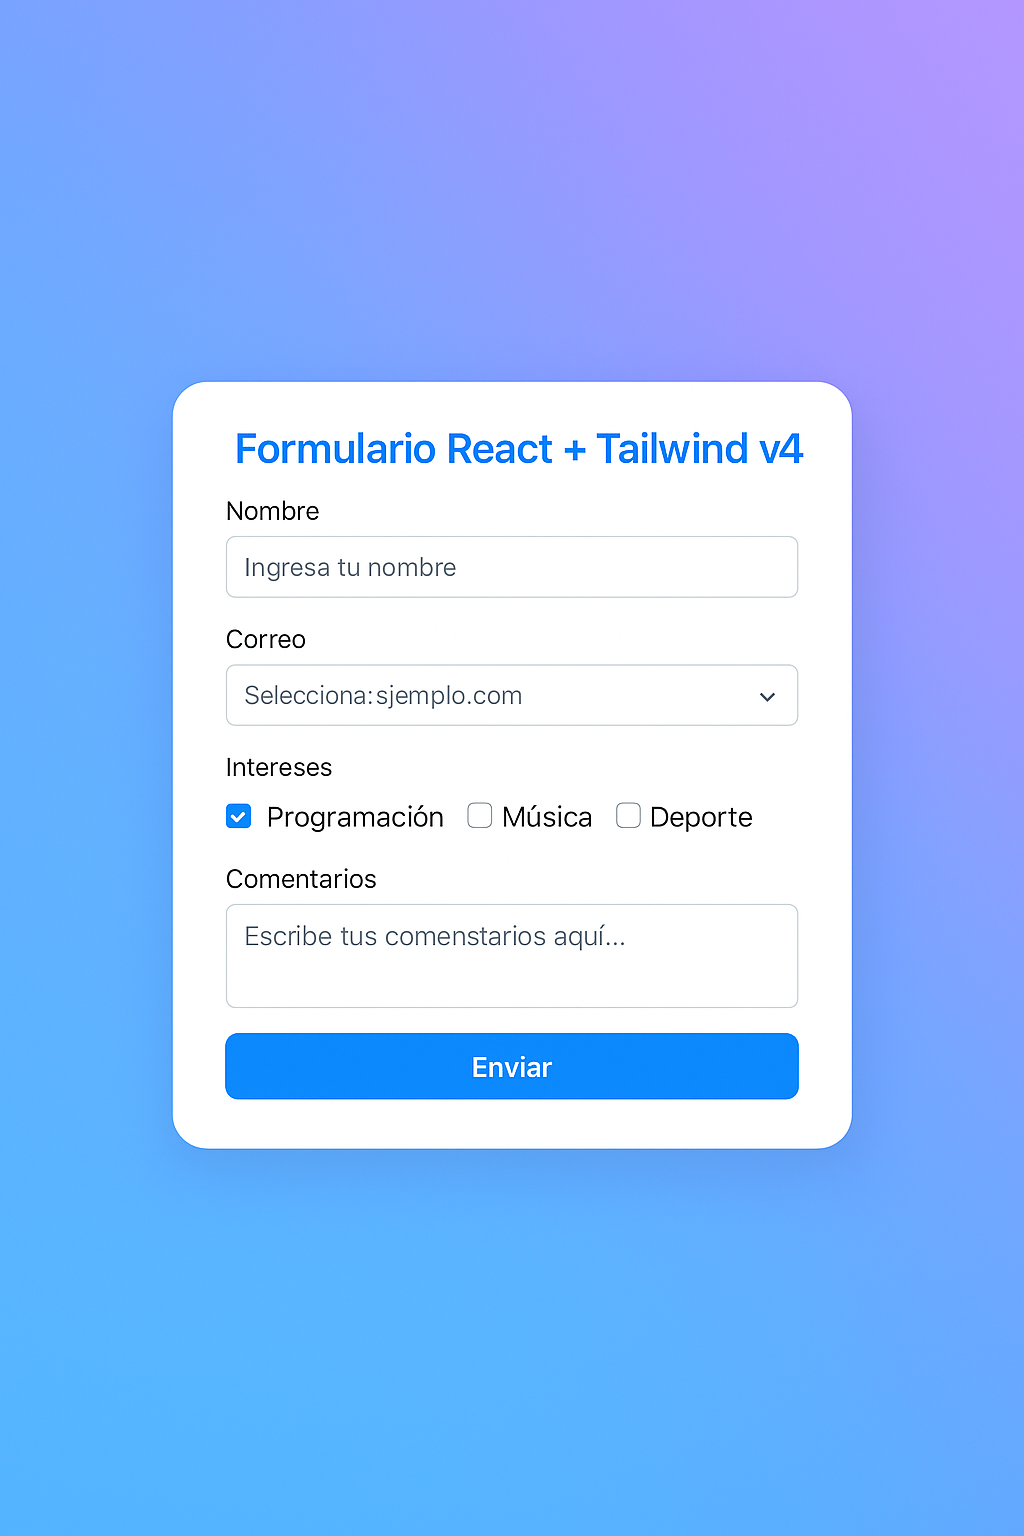 Formulario React + Tailwind v4
Nombre
Ingresa tu nombre
Correo
Selecciona:sjemplo.com
Intereses
Programación Música Deporte
Comentarios
Escribe tus comenstarios aquí...
Enviar